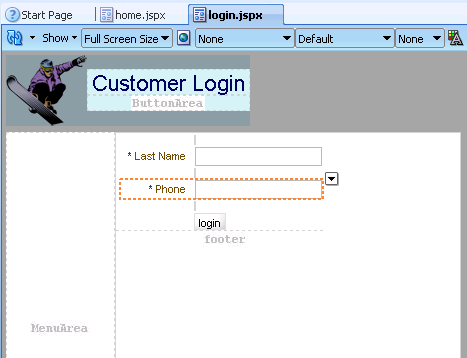 Start Page home.jspx login.jspx
Show Full Screen Size None Default None
Customer Login
ButtonArea
* Last Name
* Phone
login
footer
MenuArea